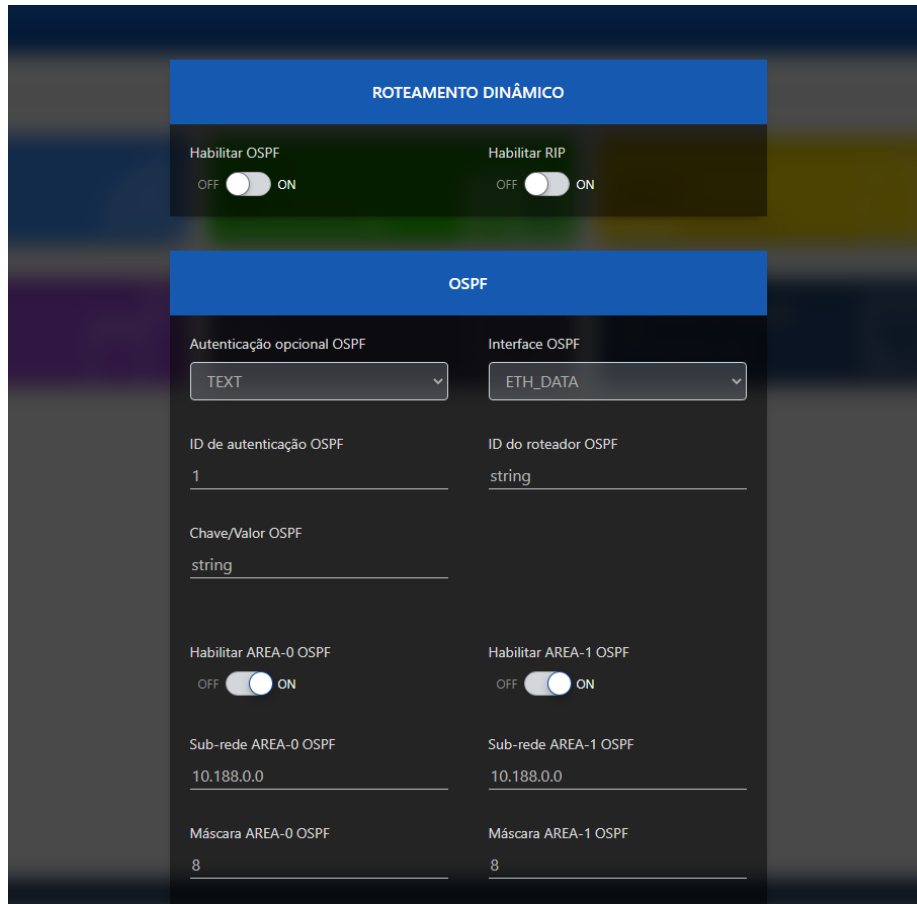 ROTEAMENTO DINÂMICO
Habilitar OSPF Habilitar RIP
OFF ON OFF ON
OSPF
Autenticação opcional OSPF Interface OSPF
TEXT ETH_DATA
ID de autenticação OSPF ID do roteador OSPF
1 string
Chave/Valor OSPF
string
Habilitar AREA-0 OSPF Habilitar AREA-1 OSPF
OFF ON OFF ON
Sub-rede AREA-0 OSPF Sub-rede AREA-1 OSPF
10.188.0.0 10.188.0.0
Máscara AREA-0 OSPF Máscara AREA-1 OSPF
8 8